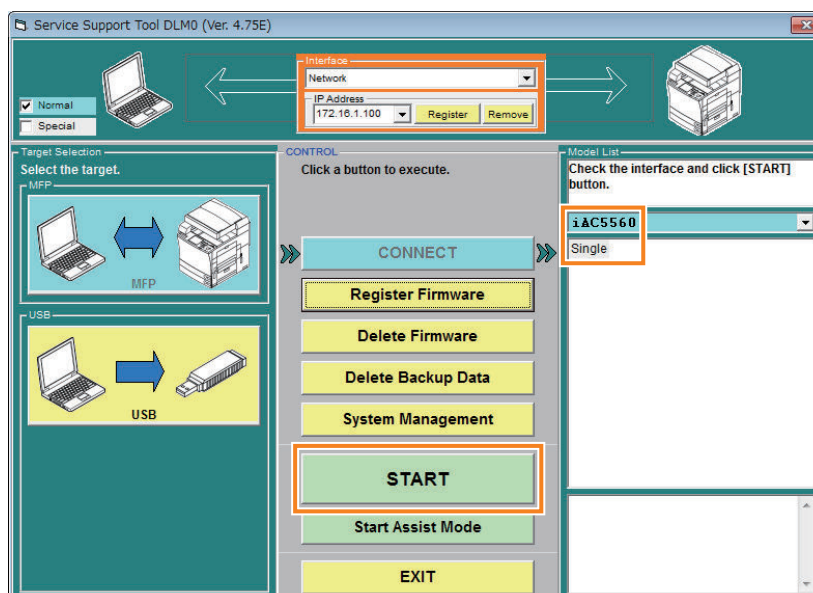 Service Support Tool DLM0 (Ver. 4.75E)
Interface
Network
IP Address
172.16.1.100
Register
Remove
Normal
Special
Target Selection
Select the target.
MFP
MFP
USB
USB
CONTROL
Click a button to execute.
CONNECT
Register Firmware
Delete Firmware
Delete Backup Data
System Management
START
Start Assist Mode
EXIT
Model List
Check the interface and click [START]
button.
iAC5560
Single